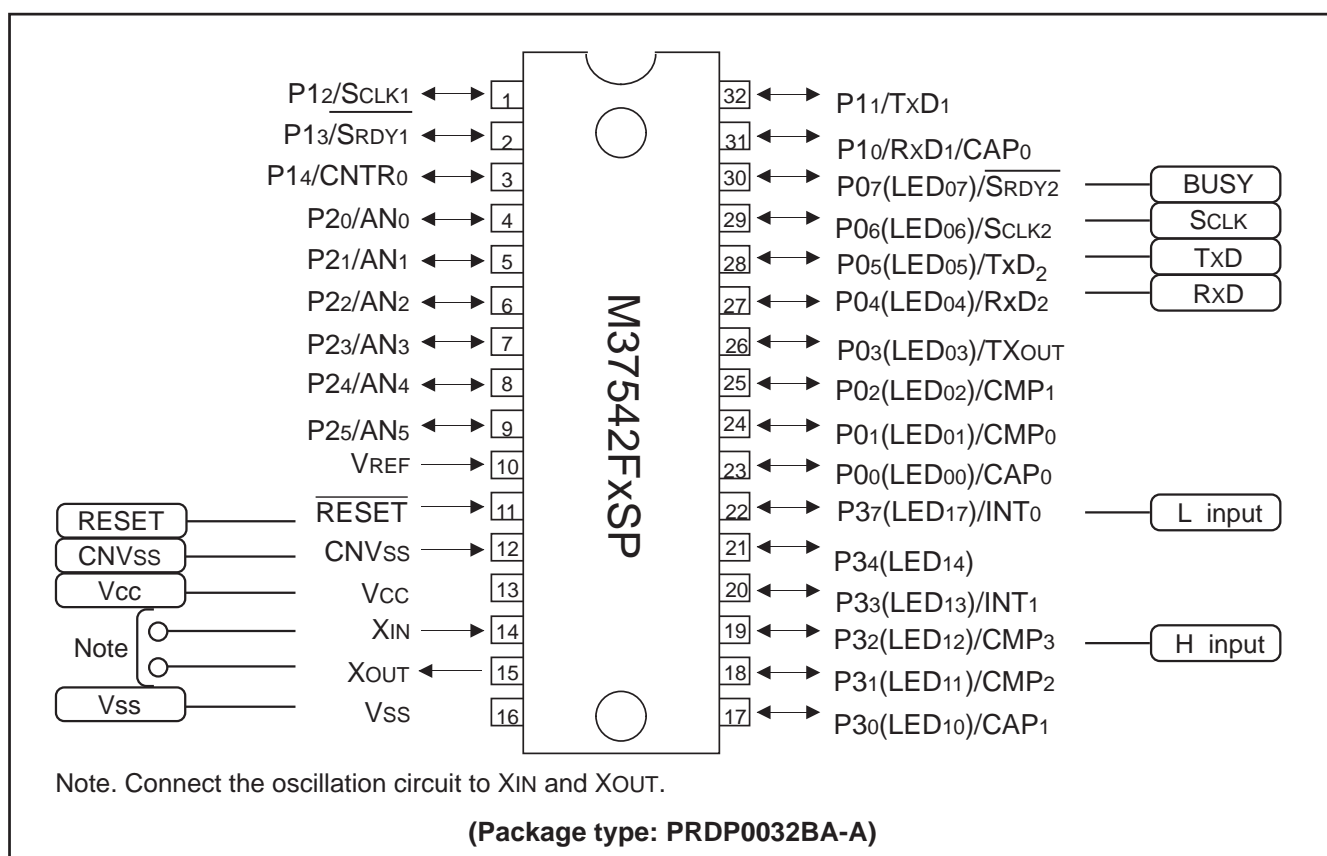 P12/SCLK1 1
P13/SRDY1 2
P14/CNTR0 3
P20/AN0 4
P21/AN1 5
P22/AN2 6
P23/AN3 7
P24/AN4 8
P25/AN5 9
VREF 10
RESET RESET 11
CNVSS CNVSS 12
Vcc VCC 13
Note
XIN 14
XOUT 15
Vss VSS 16
M37542FxSP
32 P11/TxD1
31 P10/RxD1/CAP0
30 P07(LED07)/SRDY2 BUSY
29 P06(LED06)/SCLK2 SCLK
28 P05(LED05)/TxD2 TxD
27 P04(LED04)/RxD2 RxD
26 P03(LED03)/TXOUT
25 P02(LED02)/CMP1
24 P01(LED01)/CMP0
23 P00(LED00)/CAP0
22 P37(LED17)/INT0 L input
21 P34(LED14)
20 P33(LED13)/INT1
19 P32(LED12)/CMP3 H input
18 P31(LED11)/CMP2
17 P30(LED10)/CAP1
Note. Connect the oscillation circuit to XIN and XOUT.
(Package type: PRDP0032BA-A)